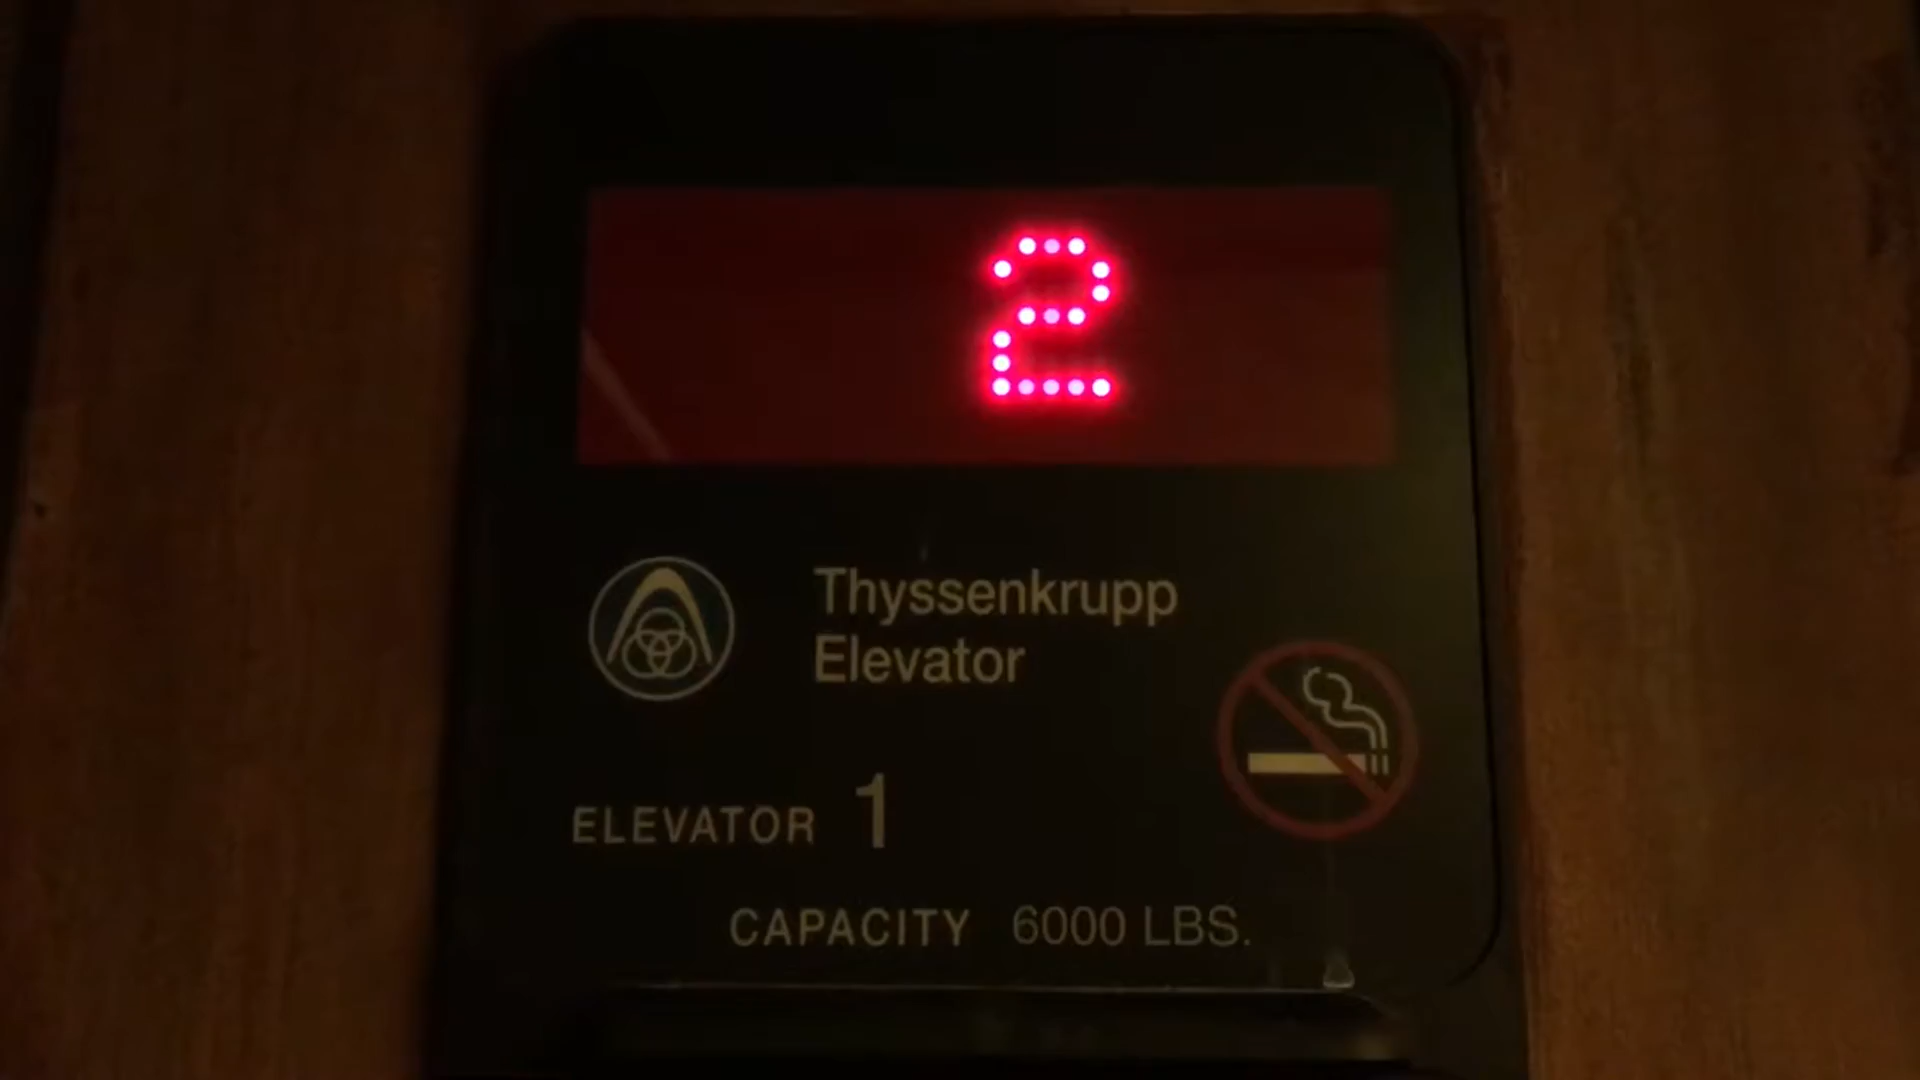 2
Thyssenkrupp
Elevator
ELEVATOR 1
CAPACITY 6000 LBS.